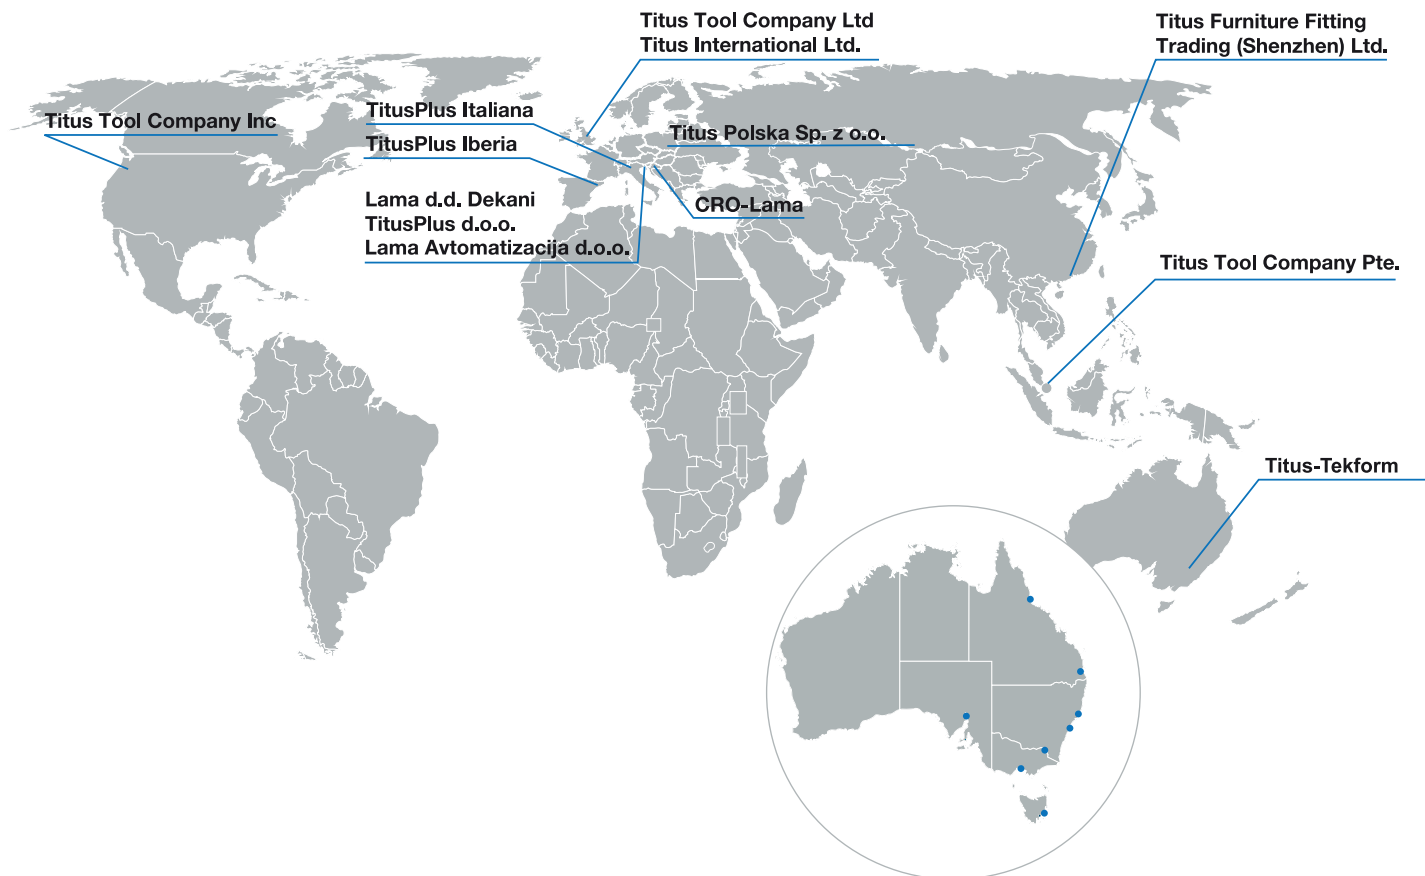 Titus Tool Company Ltd
Titus International Ltd.
Titus Furniture Fitting
Trading (Shenzhen) Ltd.
Titus Tool Company Inc
TitusPlus Italiana
TitusPlus Iberia
Titus Polska Sp. z o.o.
Lama d.d. Dekani
TitusPlus d.o.o.
Lama Avtomatizacija d.o.o.
CRO-Lama
Titus Tool Company Pte.
Titus-Tekform